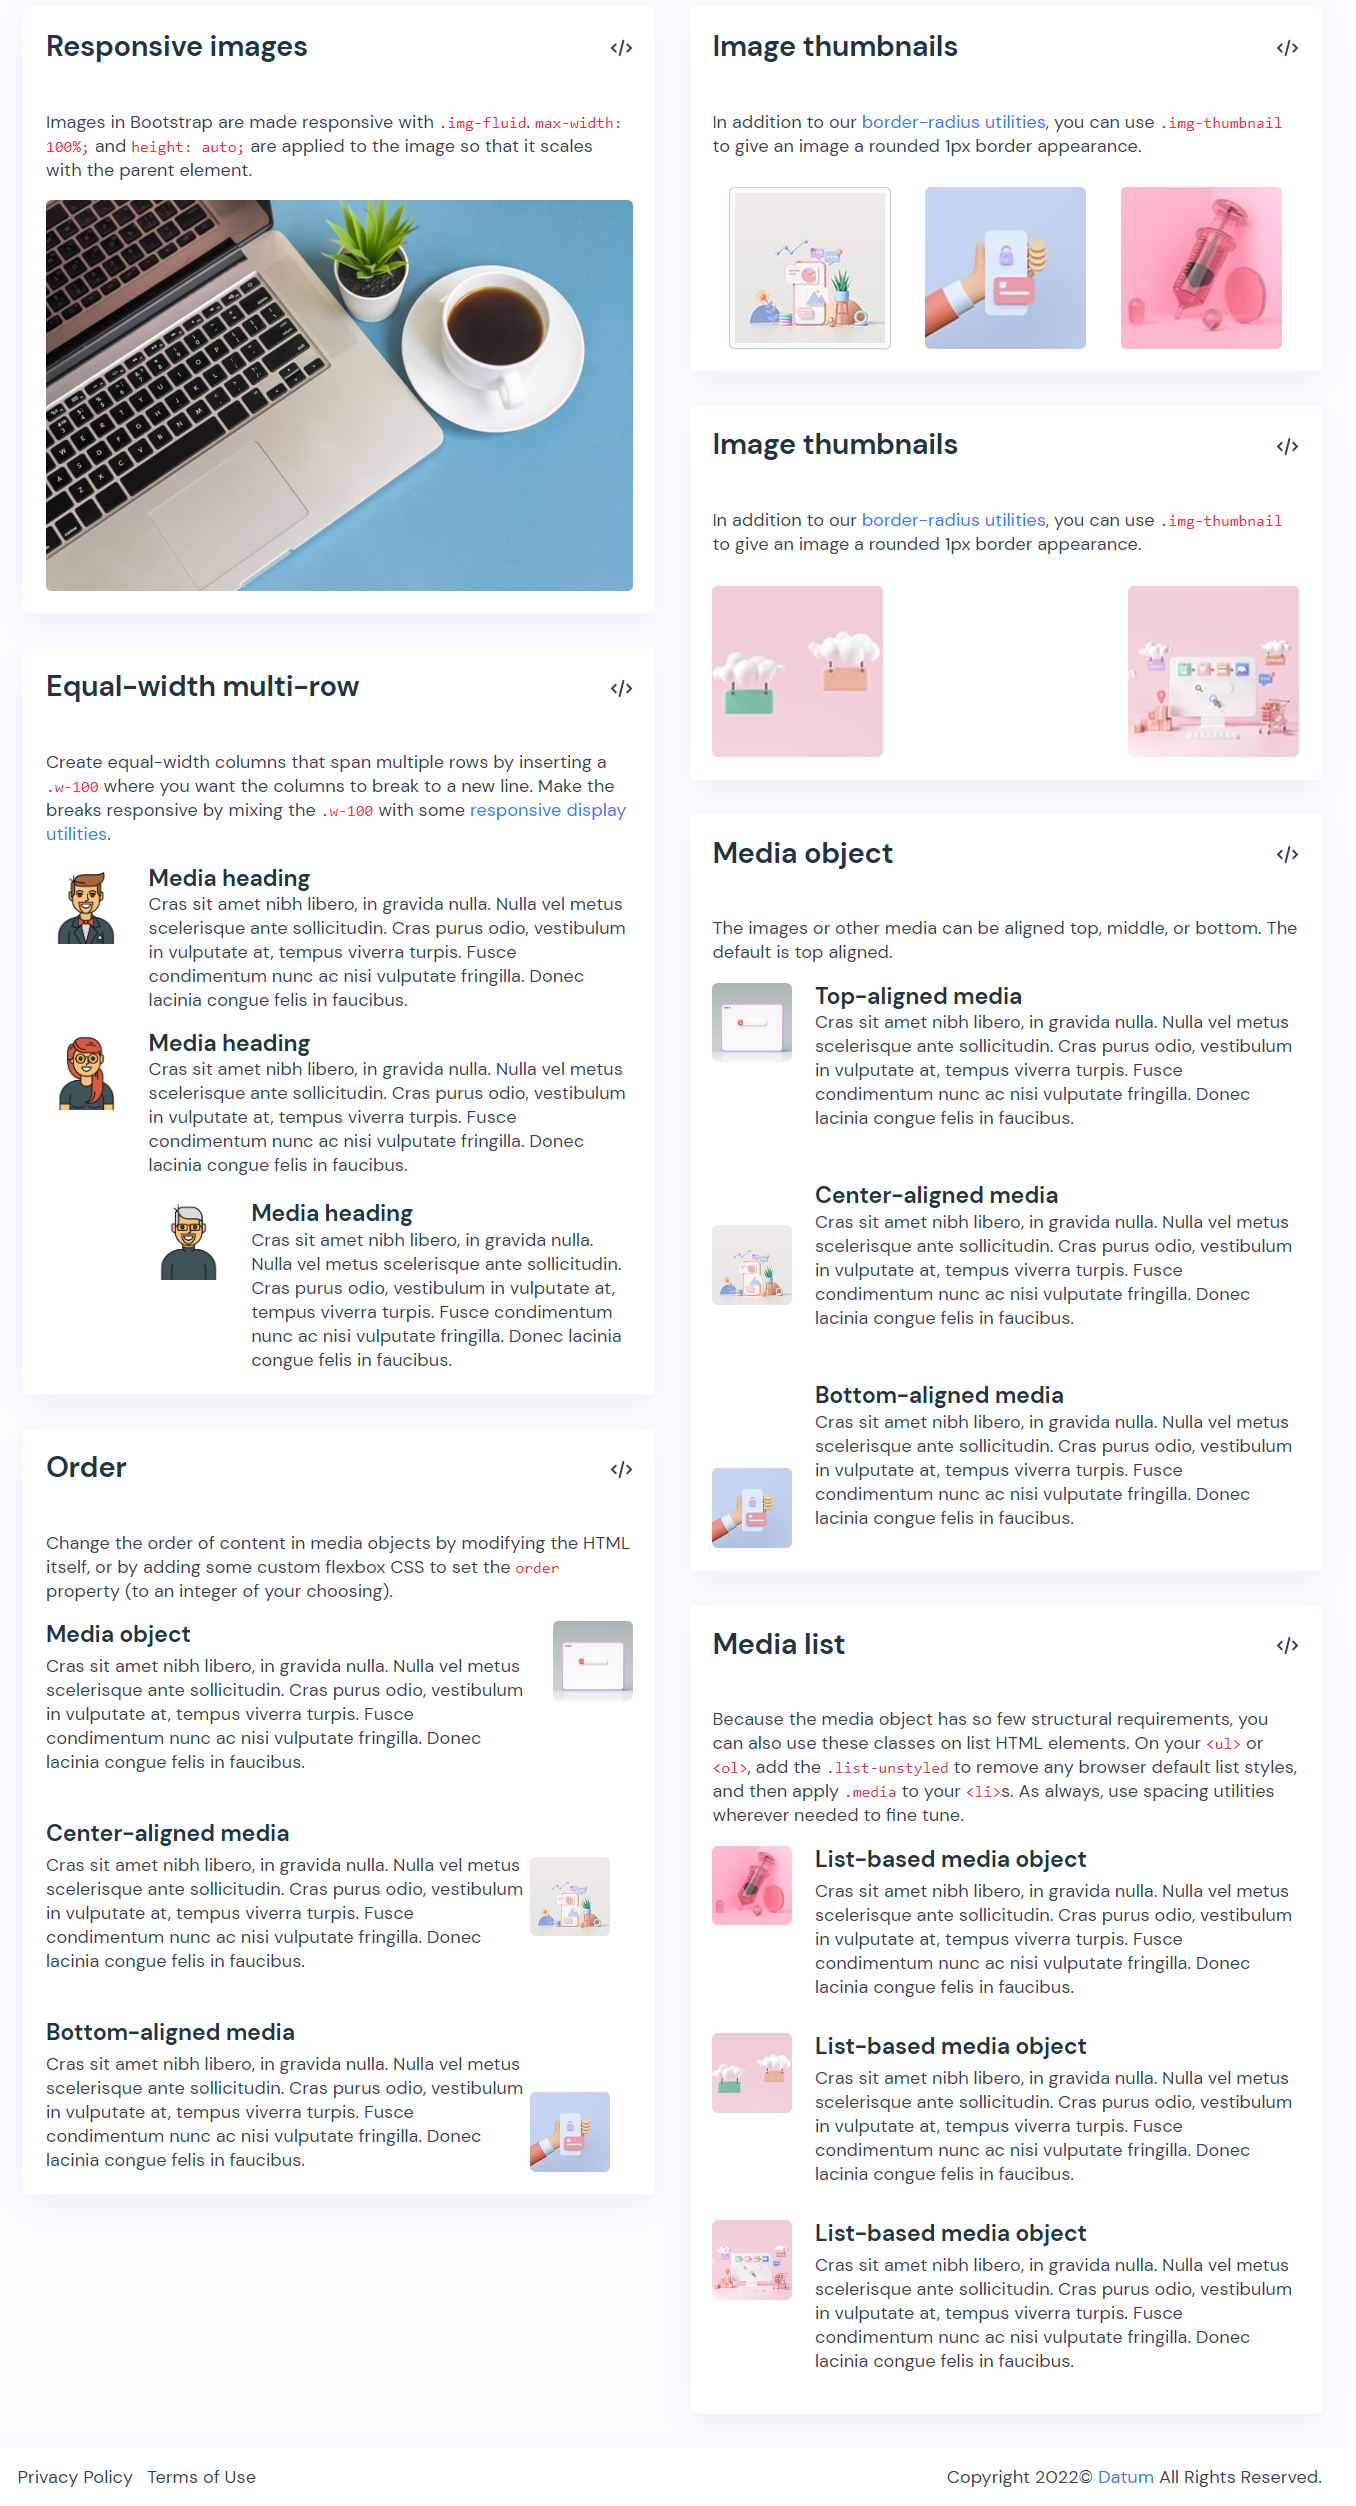 Responsive images
Images in Bootstrap are made responsive with .img-fluid. max-width:
100%; and height: auto; are applied to the image so that it scales
with the parent element.
Equal-width multi-row
Create equal-width columns that span multiple rows by inserting a
.w-100 where you want the columns to break to a new line. Make the
breaks responsive by mixing the .w-100 with some responsive display
utilities.
Media heading
Cras sit amet nibh libero, in gravida nulla. Nulla vel metus
scelerisque ante sollicitudin. Cras purus odio, vestibulum
in vulputate at, tempus viverra turpis. Fusce
condimentum nunc ac nisi vulputate fringilla. Donec
lacinia congue felis in faucibus.
Media heading
Cras sit amet nibh libero, in gravida nulla. Nulla vel metus
scelerisque ante sollicitudin. Cras purus odio, vestibulum
in vulputate at, tempus viverra turpis. Fusce
condimentum nunc ac nisi vulputate fringilla. Donec
lacinia congue felis in faucibus.
Media heading
Cras sit amet nibh libero, in gravida nulla.
Nulla vel metus scelerisque ante sollicitudin.
Cras purus odio, vestibulum in vulputate at,
tempus viverra turpis. Fusce condimentum
nunc ac nisi vulputate fringilla. Donec lacinia
congue felis in faucibus.
Order
Change the order of content in media objects by modifying the HTML
itself, or by adding some custom flexbox CSS to set the order
property (to an integer of your choosing).
Media object
Cras sit amet nibh libero, in gravida nulla. Nulla vel metus
scelerisque ante sollicitudin. Cras purus odio, vestibulum
in vulputate at, tempus viverra turpis. Fusce
condimentum nunc ac nisi vulputate fringilla. Donec
lacinia congue felis in faucibus.
Center-aligned media
Cras sit amet nibh libero, in gravida nulla. Nulla vel metus
scelerisque ante sollicitudin. Cras purus odio, vestibulum
in vulputate at, tempus viverra turpis. Fusce
condimentum nunc ac nisi vulputate fringilla. Donec
lacinia congue felis in faucibus.
Bottom-aligned media
Cras sit amet nibh libero, in gravida nulla. Nulla vel metus
scelerisque ante sollicitudin. Cras purus odio, vestibulum
in vulputate at, tempus viverra turpis. Fusce
condimentum nunc ac nisi vulputate fringilla. Donec
lacinia congue felis in faucibus.
Image thumbnails
In addition to our border-radius utilities, you can use .img-thumbnail
to give an image a rounded 1px border appearance.
Image thumbnails
In addition to our border-radius utilities, you can use .img-thumbnail
to give an image a rounded 1px border appearance.
Media object
The images or other media can be aligned top, middle, or bottom. The
default is top aligned.
Top-aligned media
Cras sit amet nibh libero, in gravida nulla. Nulla vel metus
scelerisque ante sollicitudin. Cras purus odio, vestibulum
in vulputate at, tempus viverra turpis. Fusce
condimentum nunc ac nisi vulputate fringilla. Donec
lacinia congue felis in faucibus.
Center-aligned media
Cras sit amet nibh libero, in gravida nulla. Nulla vel metus
scelerisque ante sollicitudin. Cras purus odio, vestibulum
in vulputate at, tempus viverra turpis. Fusce
condimentum nunc ac nisi vulputate fringilla. Donec
lacinia congue felis in faucibus.
Bottom-aligned media
Cras sit amet nibh libero, in gravida nulla. Nulla vel metus
scelerisque ante sollicitudin. Cras purus odio, vestibulum
in vulputate at, tempus viverra turpis. Fusce
condimentum nunc ac nisi vulputate fringilla. Donec
lacinia congue felis in faucibus.
Media list
Because the media object has so few structural requirements, you
can also use these classes on list HTML elements. On your <ul> or
<ol>, add the .list-unstyled to remove any browser default list styles,
and then apply .media to your <li>s. As always, use spacing utilities
wherever needed to fine tune.
List-based media object
Cras sit amet nibh libero, in gravida nulla. Nulla vel metus
scelerisque ante sollicitudin. Cras purus odio, vestibulum
in vulputate at, tempus viverra turpis. Fusce
condimentum nunc ac nisi vulputate fringilla. Donec
lacinia congue felis in faucibus.
List-based media object
Cras sit amet nibh libero, in gravida nulla. Nulla vel metus
scelerisque ante sollicitudin. Cras purus odio, vestibulum
in vulputate at, tempus viverra turpis. Fusce
condimentum nunc ac nisi vulputate fringilla. Donec
lacinia congue felis in faucibus.
List-based media object
Cras sit amet nibh libero, in gravida nulla. Nulla vel metus
scelerisque ante sollicitudin. Cras purus odio, vestibulum
in vulputate at, tempus viverra turpis. Fusce
condimentum nunc ac nisi vulputate fringilla. Donec
lacinia congue felis in faucibus.
Privacy Policy Terms of Use
Copyright 2022© Datum All Rights Reserved.